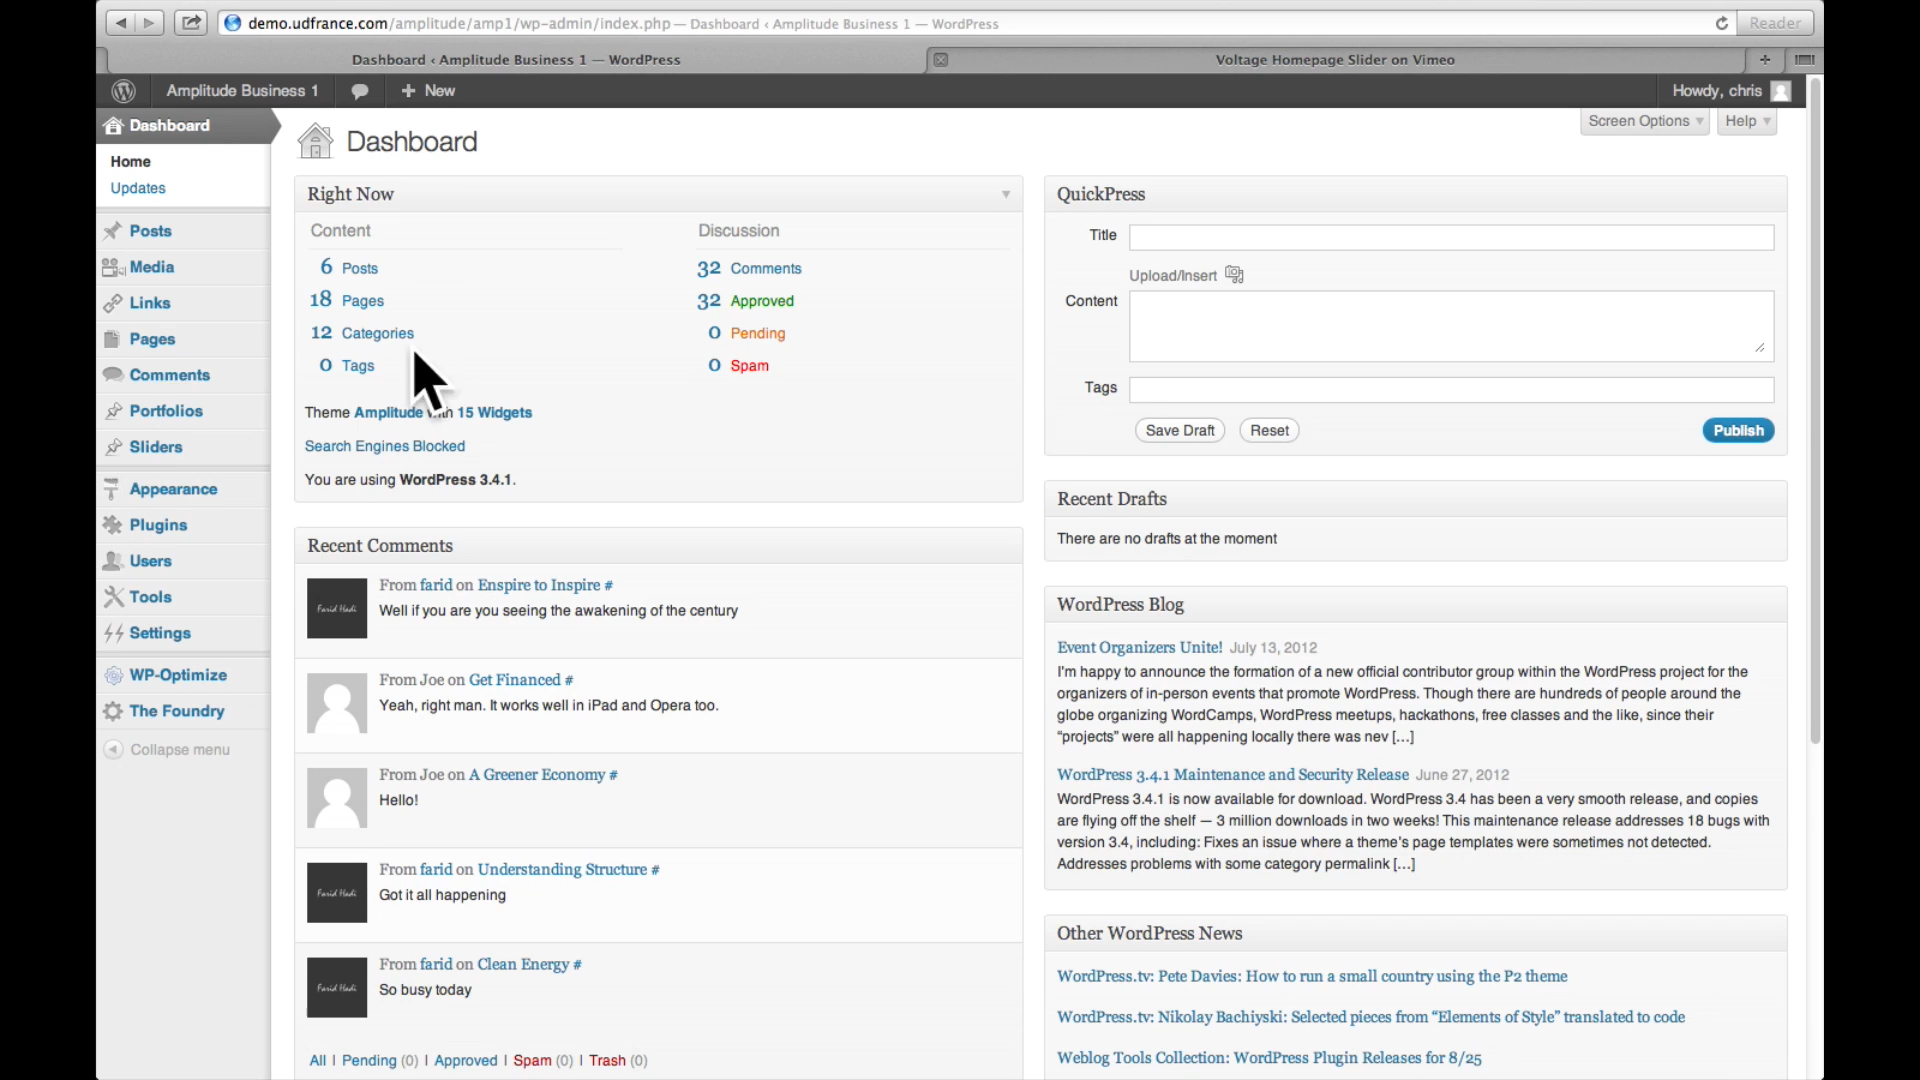 demo.udfrance.com/amplitude/amp1/wp-admin/index.php — Dashboard ‹ Amplitude Business 1 — WordPress
Reader
Dashboard ‹ Amplitude Business 1 — WordPress
Voltage Homepage Slider on Vimeo
Amplitude Business 1
+ New
Howdy, chris
Dashboard
Home
Updates
Posts
Media
Links
Pages
Comments
Portfolios
Sliders
Appearance
Plugins
Users
Tools
Settings
WP-Optimize
The Foundry
Collapse menu
Screen Options
Help
Dashboard
Right Now
Content
6 Posts
18 Pages
12 Categories
0 Tags
Discussion
32 Comments
32 Approved
0 Pending
0 Spam
Theme Amplitude with 15 Widgets
Search Engines Blocked
You are using WordPress 3.4.1.
Recent Comments
From farid on Enspire to Inspire #
Well if you are you seeing the awakening of the century
From Joe on Get Financed #
Yeah, right man. It works well in iPad and Opera too.
From Joe on A Greener Economy #
Hello!
Farid Hadi
From farid on Understanding Structure #
Got it all happening
Farid Hadi
From farid on Clean Energy #
So busy today
Farid Hadi
All | Pending (0) | Approved | Spam (0) | Trash (0)
QuickPress
Title
Upload/Insert
Content
Tags
Save Draft
Reset
Publish
Recent Drafts
There are no drafts at the moment
WordPress Blog
Event Organizers Unite! July 13, 2012
I'm happy to announce the formation of a new official contributor group within the WordPress project for the
organizers of in-person events that promote WordPress. Though there are hundreds of people around the
globe organizing WordCamps, WordPress meetups, hackathons, free classes and the like, since their
“projects” were all happening locally there was nev [...]
WordPress 3.4.1 Maintenance and Security Release June 27, 2012
WordPress 3.4.1 is now available for download. WordPress 3.4 has been a very smooth release, and copies
are flying off the shelf — 3 million downloads in two weeks! This maintenance release addresses 18 bugs with
version 3.4, including: Fixes an issue where a theme's page templates were sometimes not detected.
Addresses problems with some category permalink [...]
Other WordPress News
WordPress.tv: Pete Davies: How to run a small country using the P2 theme
WordPress.tv: Nikolay Bachiyski: Selected pieces from “Elements of Style” translated to code
Weblog Tools Collection: WordPress Plugin Releases for 8/25